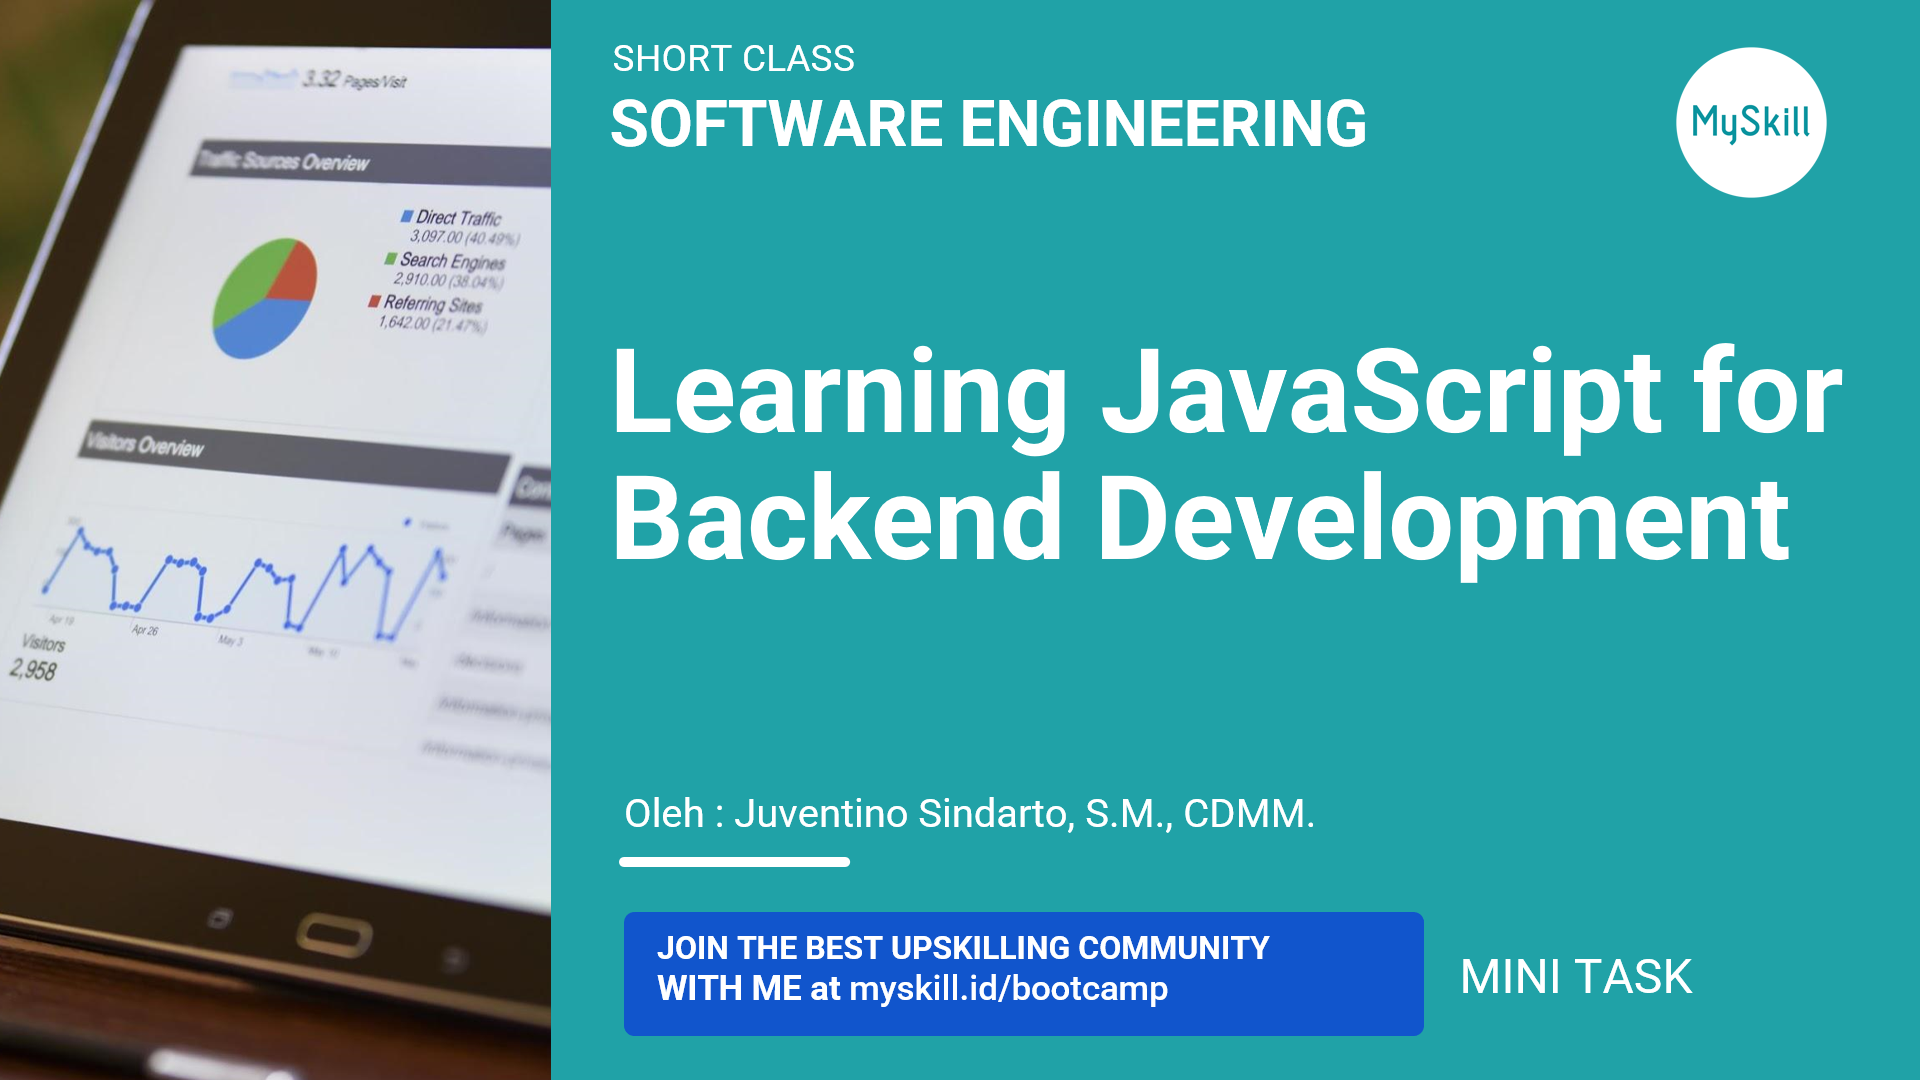 3.32 Pages/Visit
Traffic Sources Overview
Direct Traffic
3,097.00 (40.49%)
Search Engines
2,910.00 (38.04%)
Referring Sites
1,642.00 (21.47%)
Visitors Overview
Pages
Apr 19
Apr 26
May 3
Visitors
2,958
SHORT CLASS
SOFTWARE ENGINEERING
MySkill
Learning JavaScript for
Backend Development
Oleh : Juventino Sindarto, S.M., CDMM.
JOIN THE BEST UPSKILLING COMMUNITY
WITH ME at myskill.id/bootcamp
MINI TASK